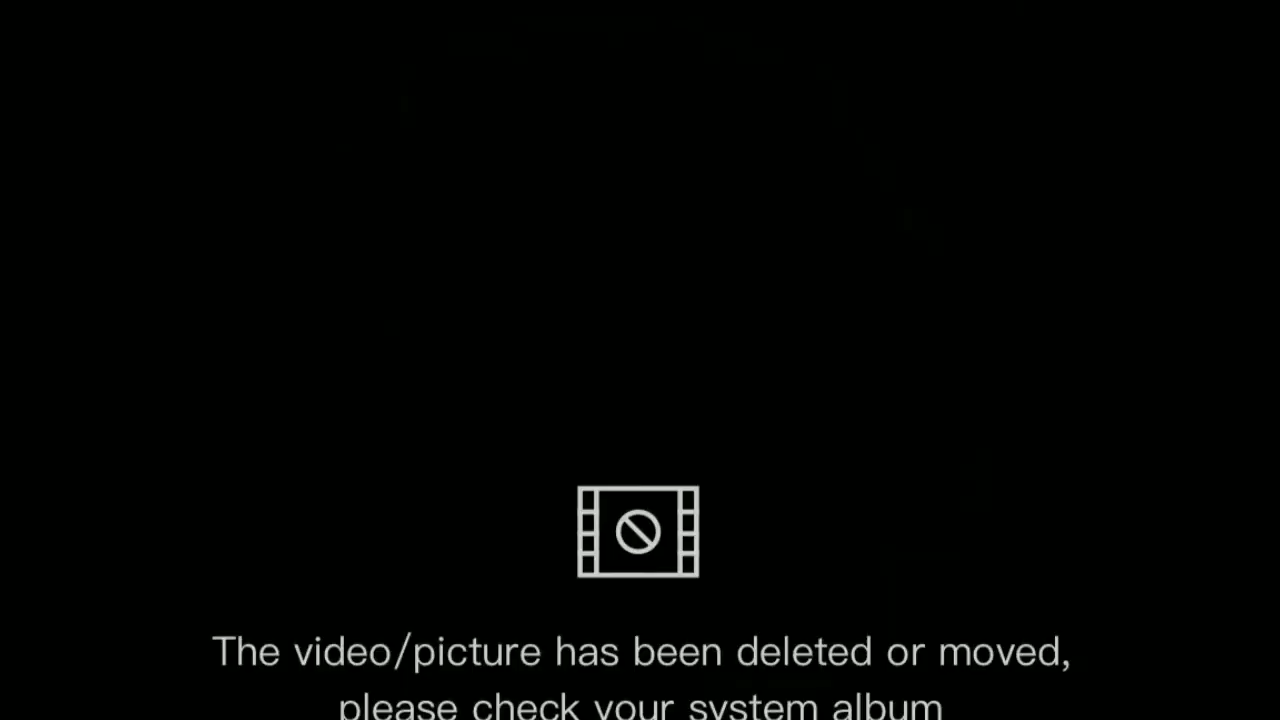 The video/picture has been deleted or moved,
please check your system album